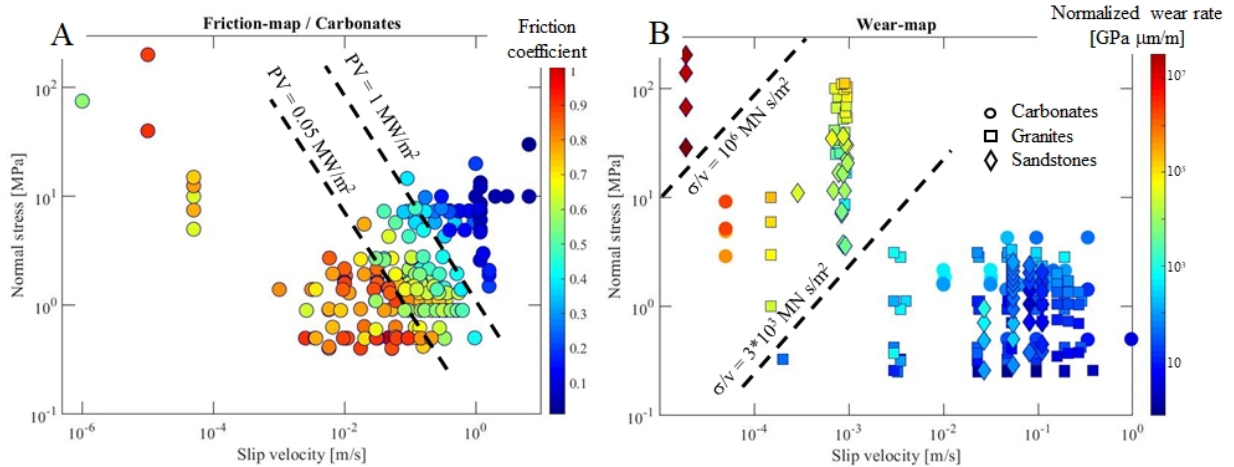 A
Friction-map / Carbonates
Friction
coefficient
Normal stress [MPa]
10²
10¹
10⁰
10⁻¹
10⁻⁶
10⁻⁴
10⁻²
10⁰
Slip velocity [m/s]
PV = 0.05 MW/m²
PV = 1 MW/m²
1
0.9
0.8
0.7
0.6
0.5
0.4
0.3
0.2
0.1
B
Wear-map
Normalized wear rate
[GPa μm/m]
Normal stress [MPa]
10²
10¹
10⁰
10⁻¹
10⁻⁴
10⁻³
10⁻²
10⁻¹
10⁰
Slip velocity [m/s]
σ/v = 10⁶ MN s/m²
σ/v = 3*10³ MN s/m²
Carbonates
Granites
Sandstones
10⁷
10⁵
10³
10